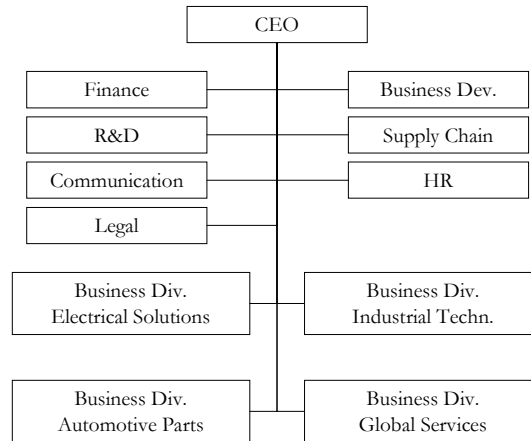 CEO
Finance
Business Dev.
R&D
Supply Chain
Communication
HR
Legal
Business Div.
Electrical Solutions
Business Div.
Industrial Techn.
Business Div.
Automotive Parts
Business Div.
Global Services